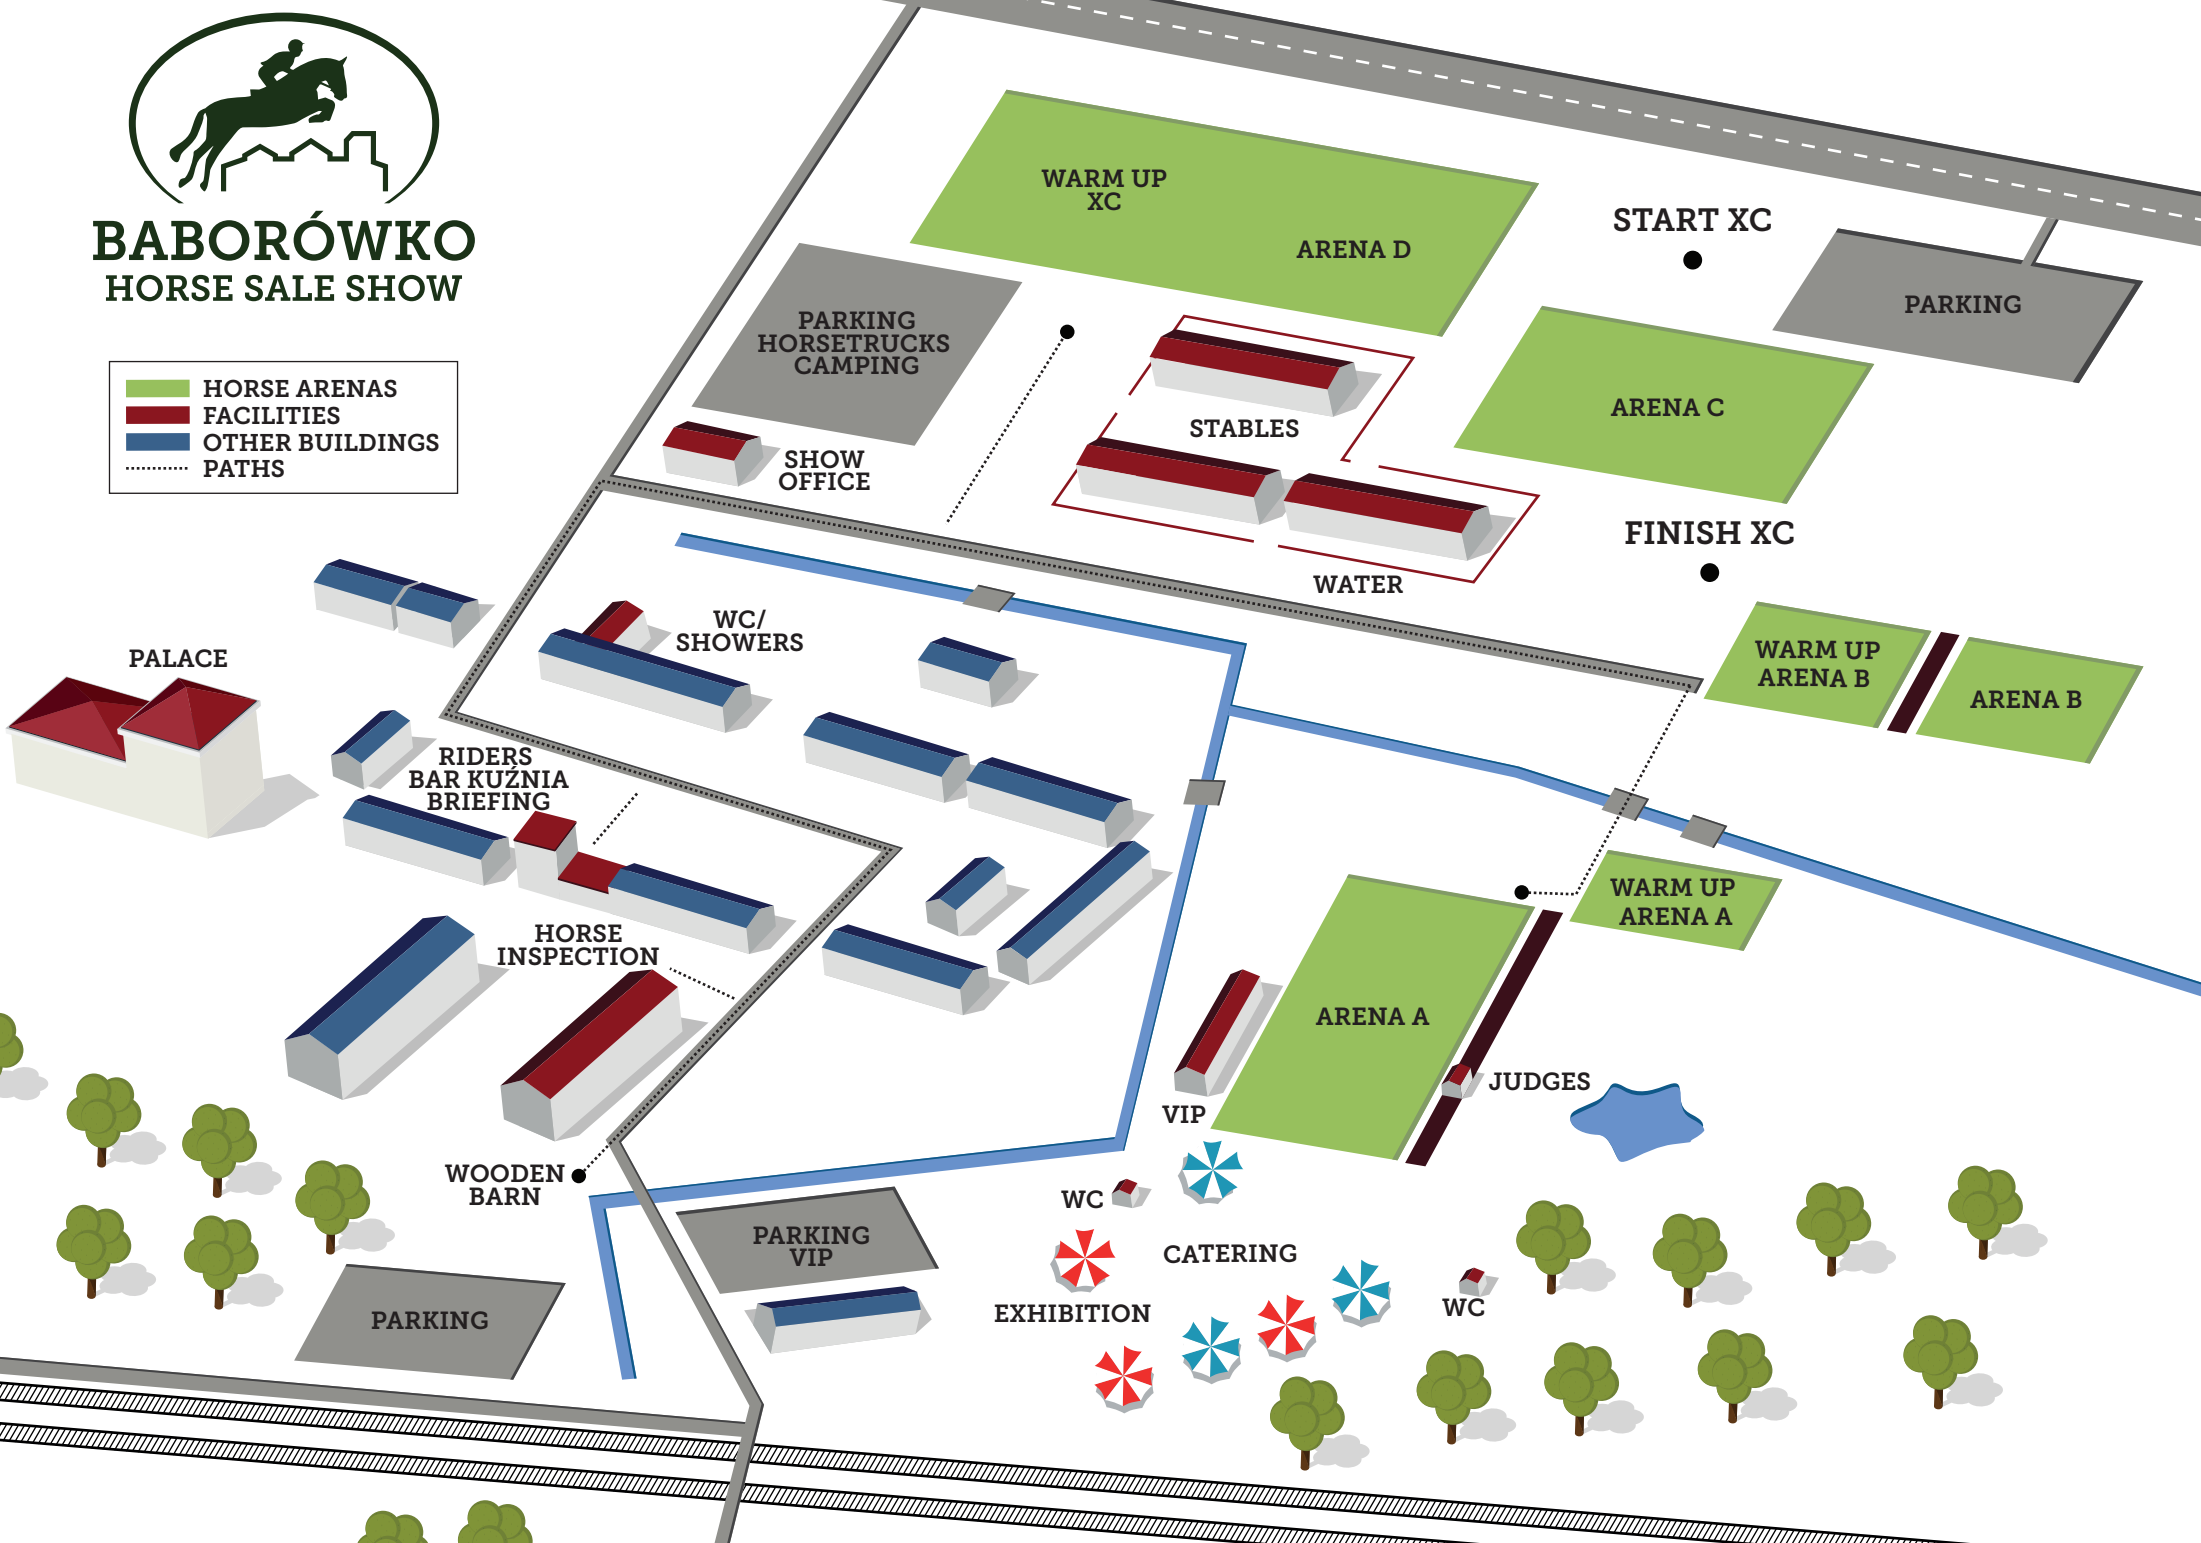 BABORÓWKO
HORSE SALE SHOW
HORSE ARENAS
FACILITIES
OTHER BUILDINGS
PATHS
WARM UP
XC
ARENA D
START XC
PARKING
PARKING
HORSETRUCKS
CAMPING
ARENA C
STABLES
SHOW
OFFICE
FINISH XC
WATER
WC/
SHOWERS
PALACE
WARM UP
ARENA B
ARENA B
RIDERS
BAR KUŹNIA
BRIEFING
WARM UP
ARENA A
HORSE
INSPECTION
ARENA A
JUDGES
VIP
WOODEN
BARN
WC
PARKING
VIP
CATERING
EXHIBITION
WC
PARKING